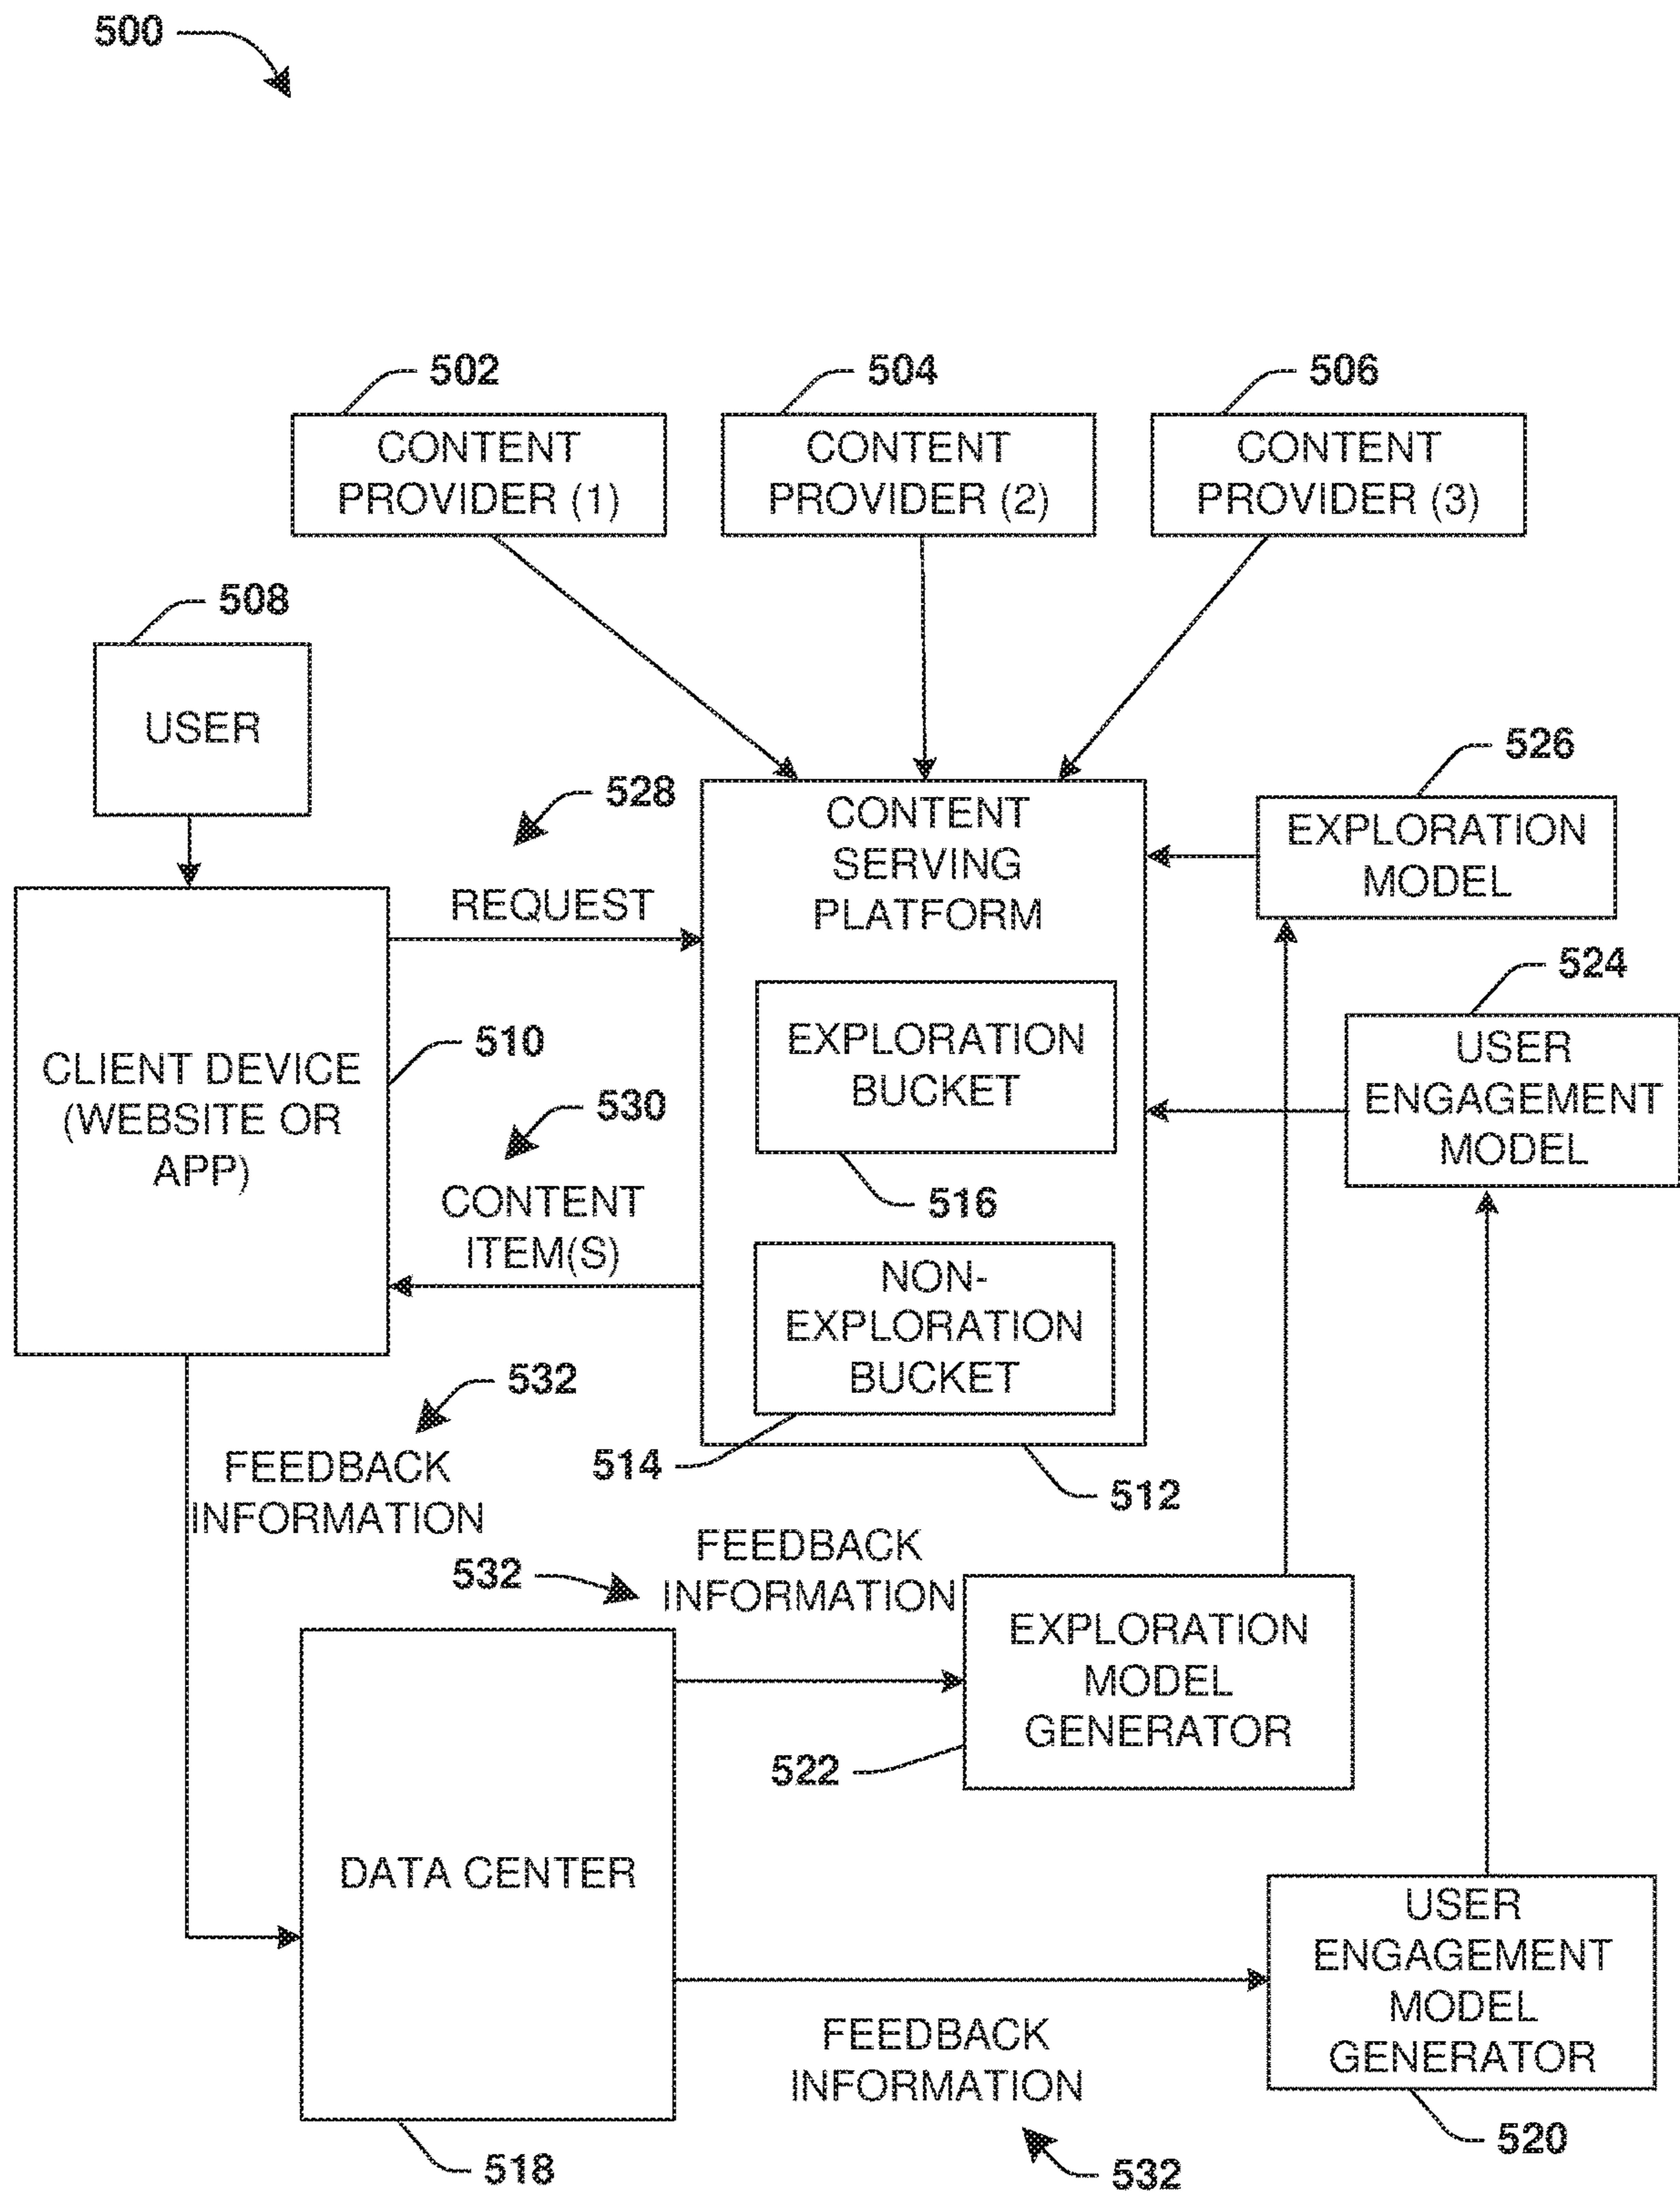 500
502
504
506
CONTENT
PROVIDER (1)
CONTENT
PROVIDER (2)
CONTENT
PROVIDER (3)
508
USER
528
REQUEST
CONTENT
SERVING
PLATFORM
526
EXPLORATION
MODEL
524
USER
ENGAGEMENT
MODEL
CLIENT DEVICE
(WEBSITE OR
APP)
510
530
CONTENT
ITEM(S)
EXPLORATION
BUCKET
516
NON-
EXPLORATION
BUCKET
514
512
532
FEEDBACK
INFORMATION
532
FEEDBACK
INFORMATION
EXPLORATION
MODEL
GENERATOR
522
DATA CENTER
518
USER
ENGAGEMENT
MODEL
GENERATOR
520
FEEDBACK
INFORMATION
532